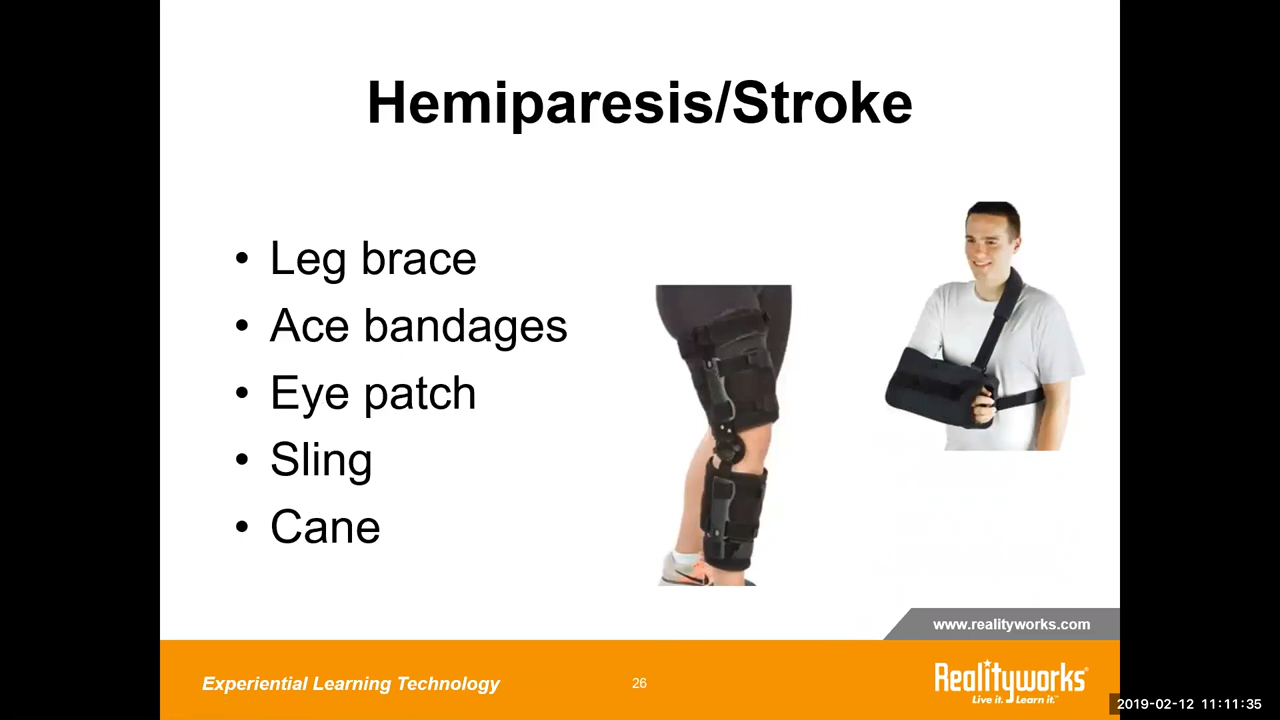 Hemiparesis/Stroke
• Leg brace
• Ace bandages
• Eye patch
• Sling
• Cane
www.realityworks.com
Experiential Learning Technology
26
Realityworks®
Live it. Learn it.™
2019-02-12 11:11:35